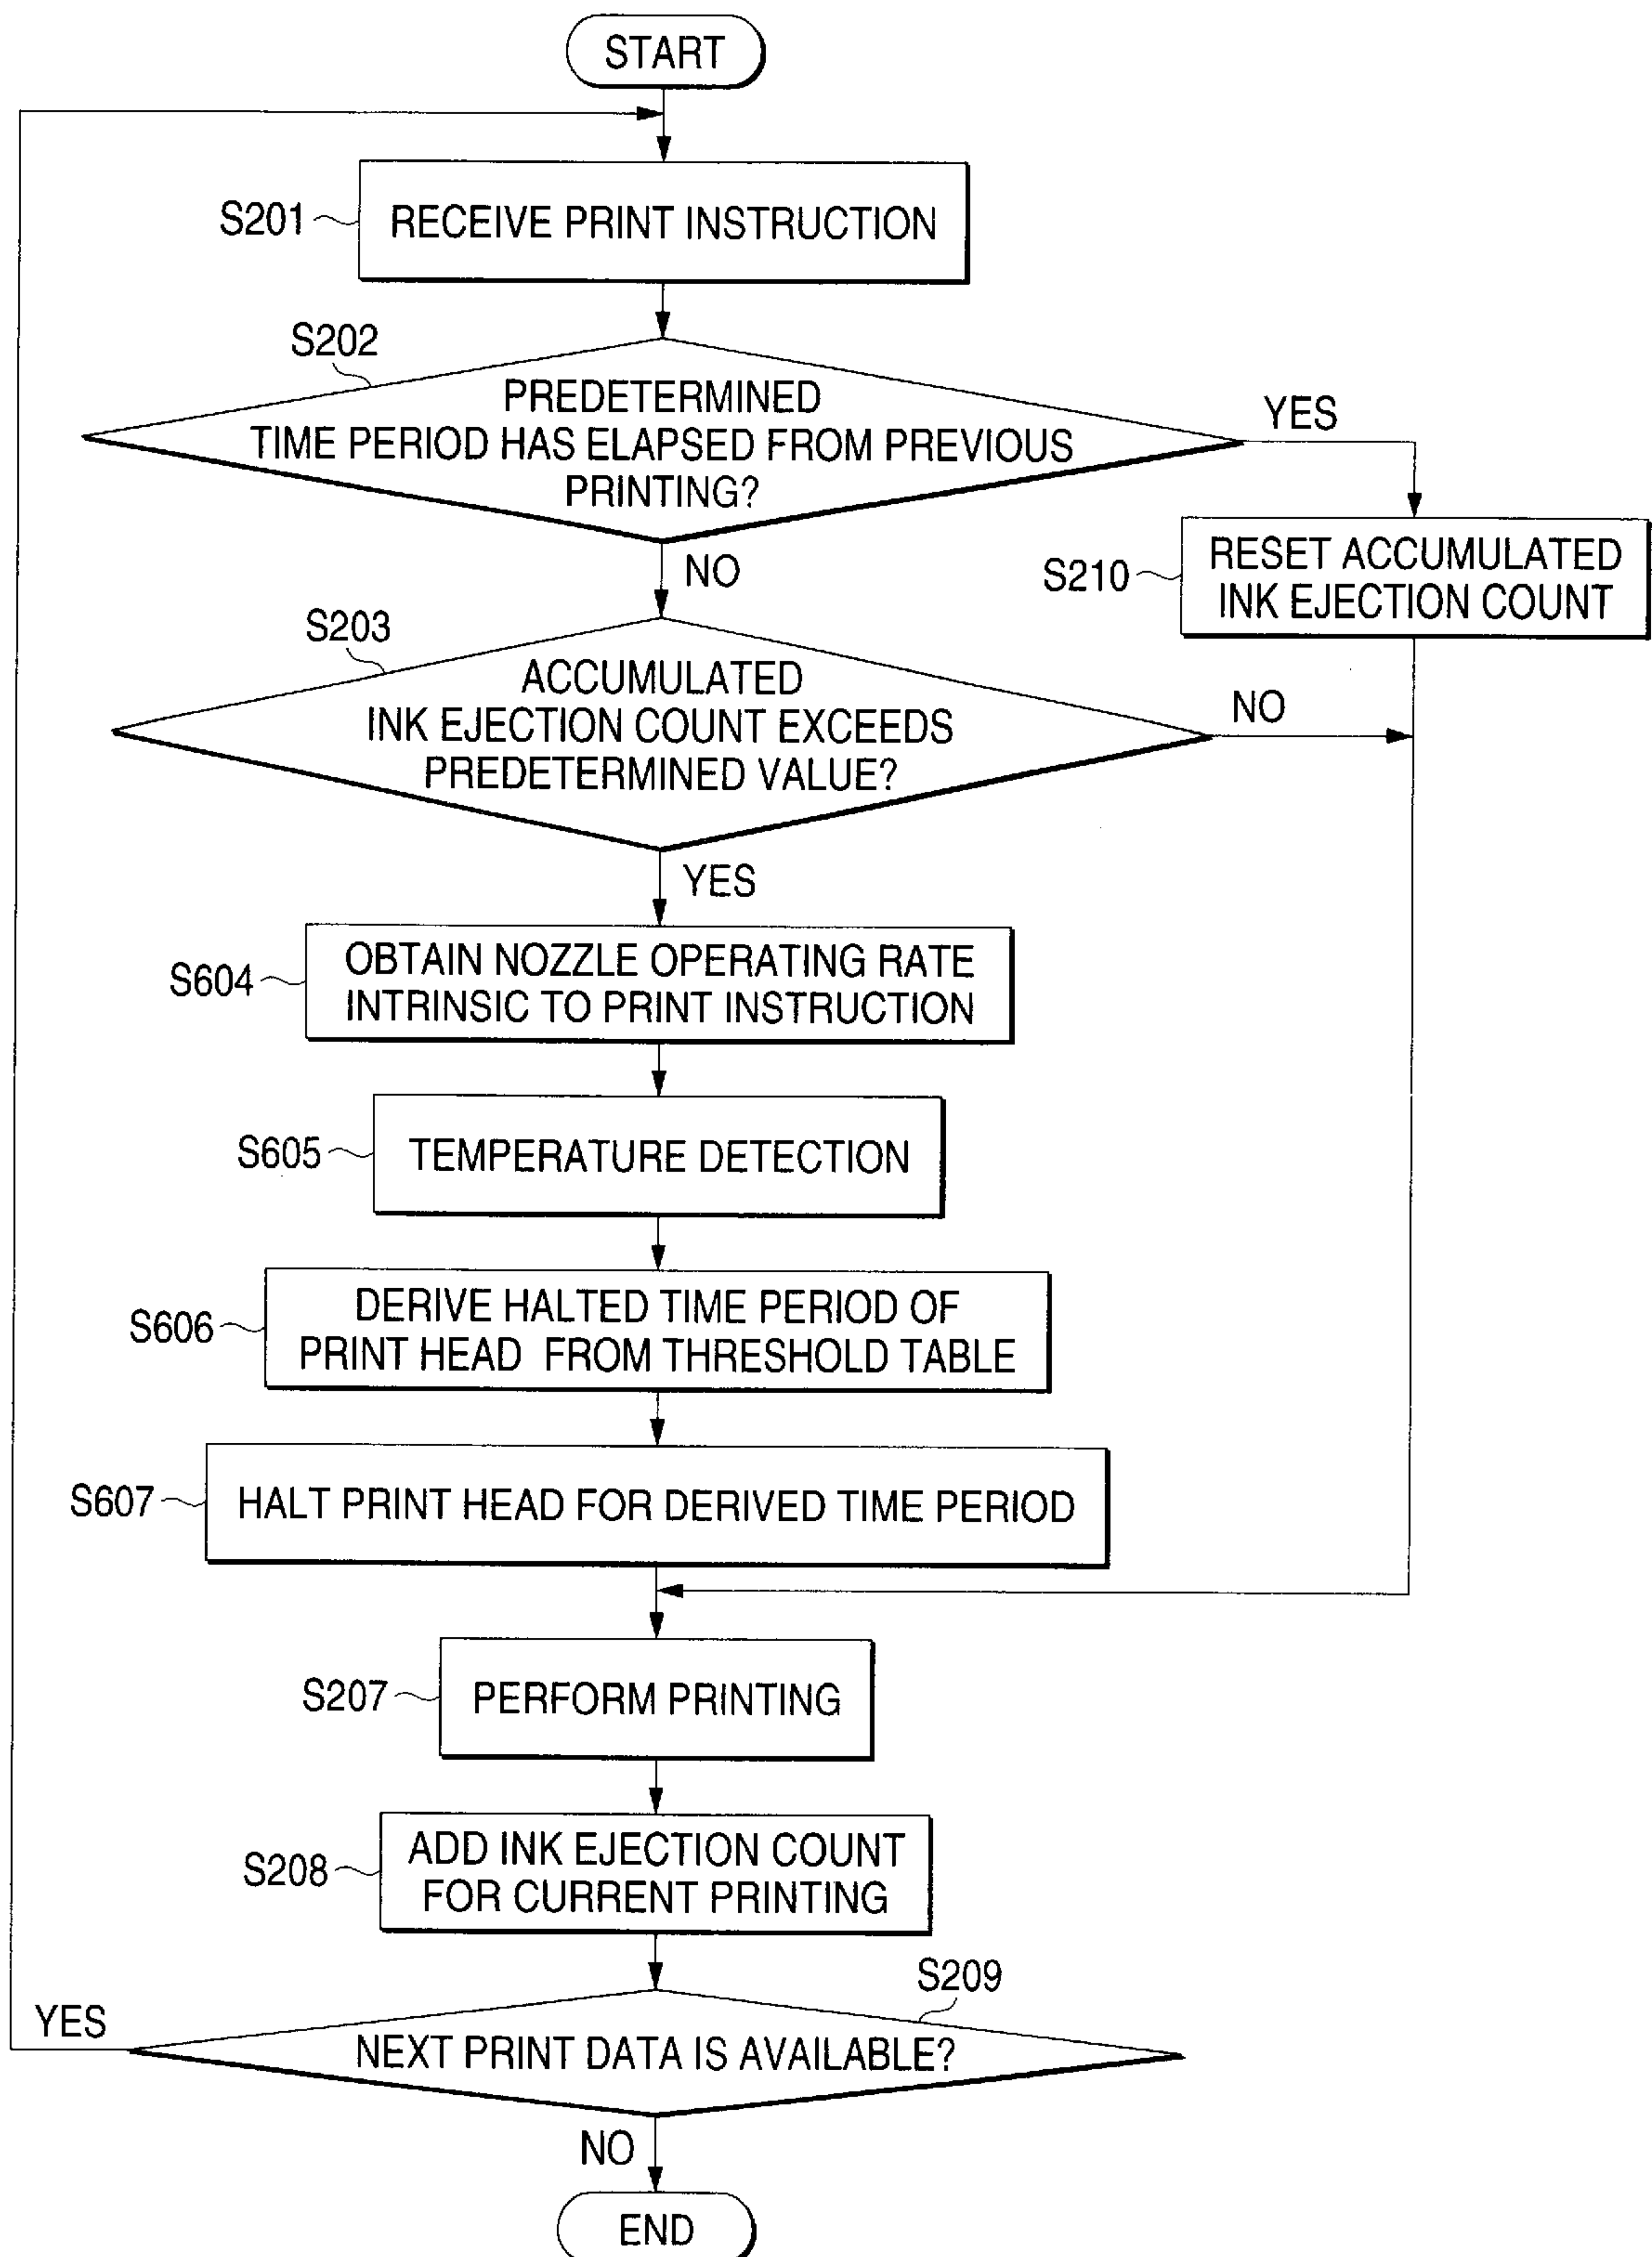 START
S201
RECEIVE PRINT INSTRUCTION
S202
PREDETERMINED
TIME PERIOD HAS ELAPSED FROM PREVIOUS
PRINTING?
YES
NO
S210
RESET ACCUMULATED
INK EJECTION COUNT
S203
ACCUMULATED
INK EJECTION COUNT EXCEEDS
PREDETERMINED VALUE?
NO
YES
S604
OBTAIN NOZZLE OPERATING RATE
INTRINSIC TO PRINT INSTRUCTION
S605
TEMPERATURE DETECTION
S606
DERIVE HALTED TIME PERIOD OF
PRINT HEAD FROM THRESHOLD TABLE
S607
HALT PRINT HEAD FOR DERIVED TIME PERIOD
S207
PERFORM PRINTING
S208
ADD INK EJECTION COUNT
FOR CURRENT PRINTING
S209
YES
NEXT PRINT DATA IS AVAILABLE?
NO
END